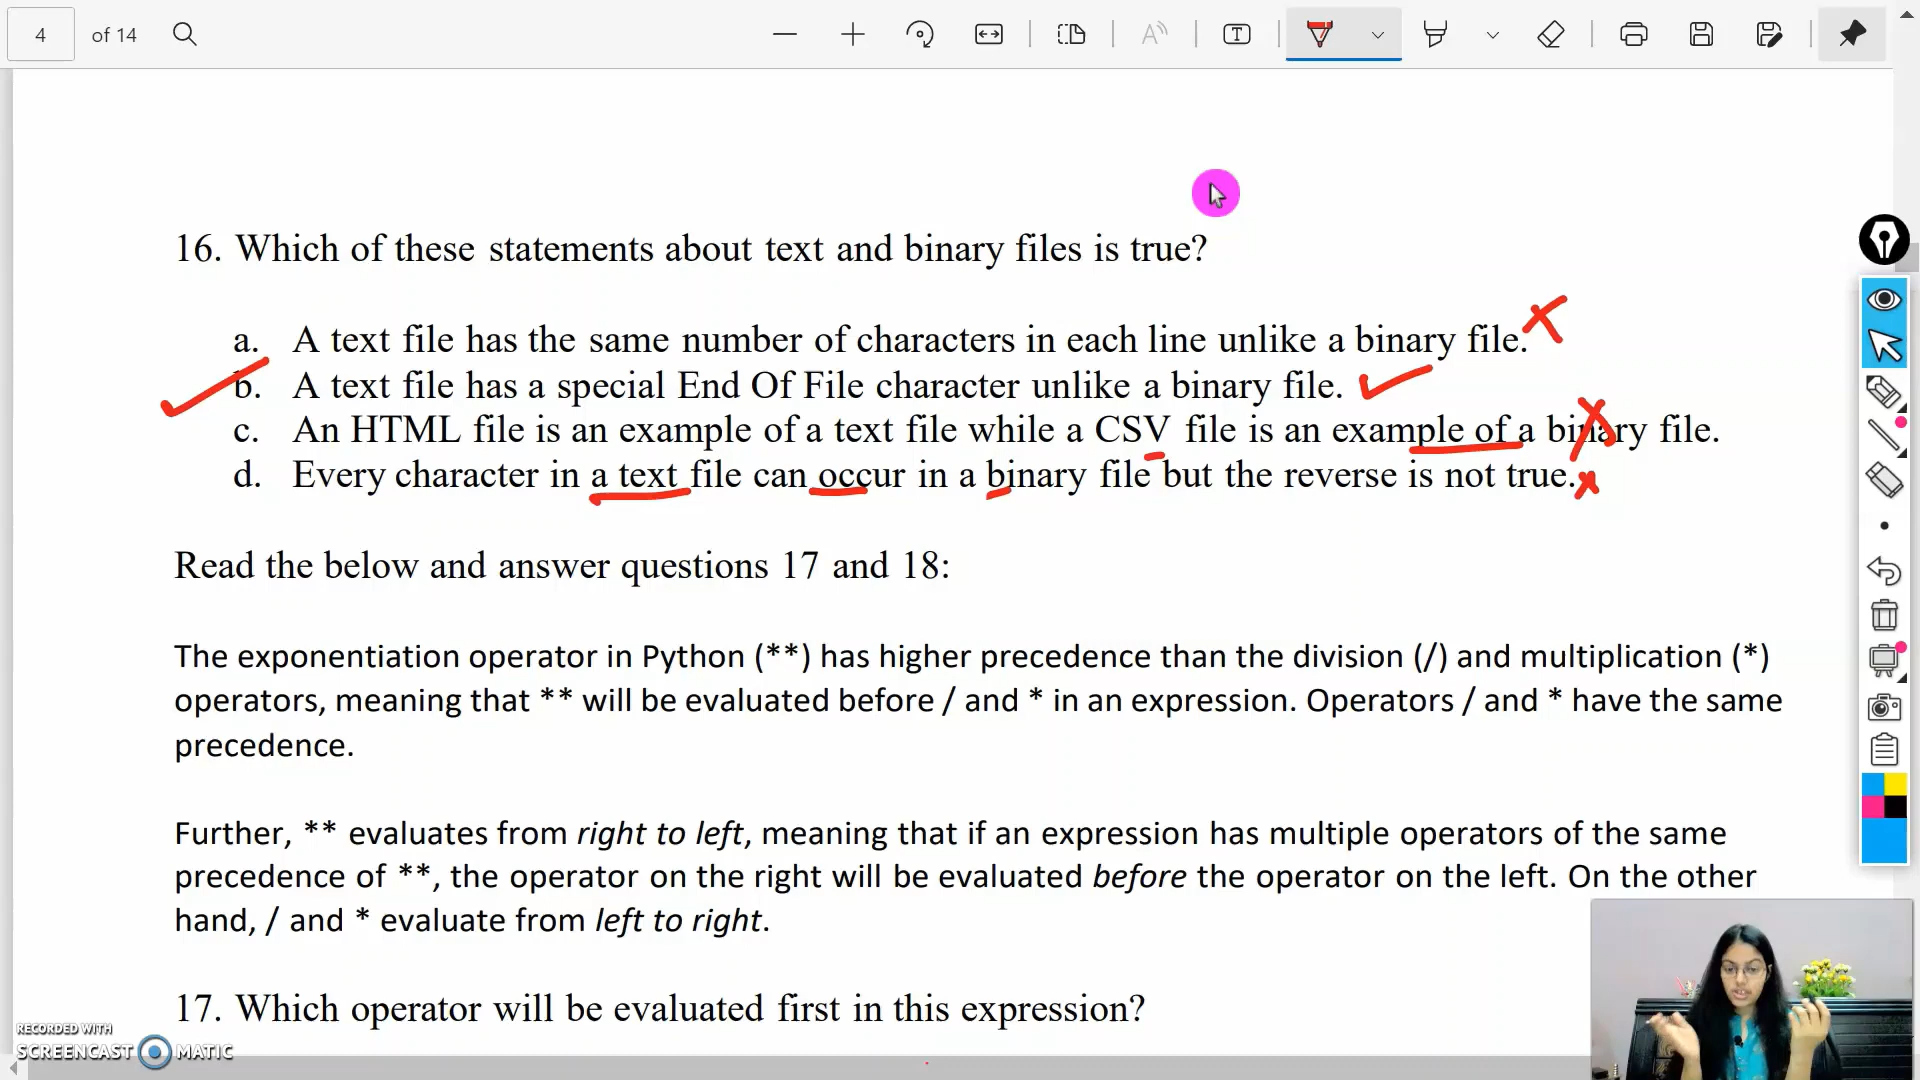 4 of 14
16. Which of these statements about text and binary files is true?
a. A text file has the same number of characters in each line unlike a binary file.
b. A text file has a special End Of File character unlike a binary file.
c. An HTML file is an example of a text file while a CSV file is an example of a binary file.
d. Every character in a text file can occur in a binary file but the reverse is not true.
Read the below and answer questions 17 and 18:
The exponentiation operator in Python (**) has higher precedence than the division (/) and multiplication (*)
operators, meaning that ** will be evaluated before / and * in an expression. Operators / and * have the same
precedence.
Further, ** evaluates from right to left, meaning that if an expression has multiple operators of the same
precedence of **, the operator on the right will be evaluated before the operator on the left. On the other
hand, / and * evaluate from left to right.
17. Which operator will be evaluated first in this expression?
RECORDED WITH
SCREENCAST MATIC